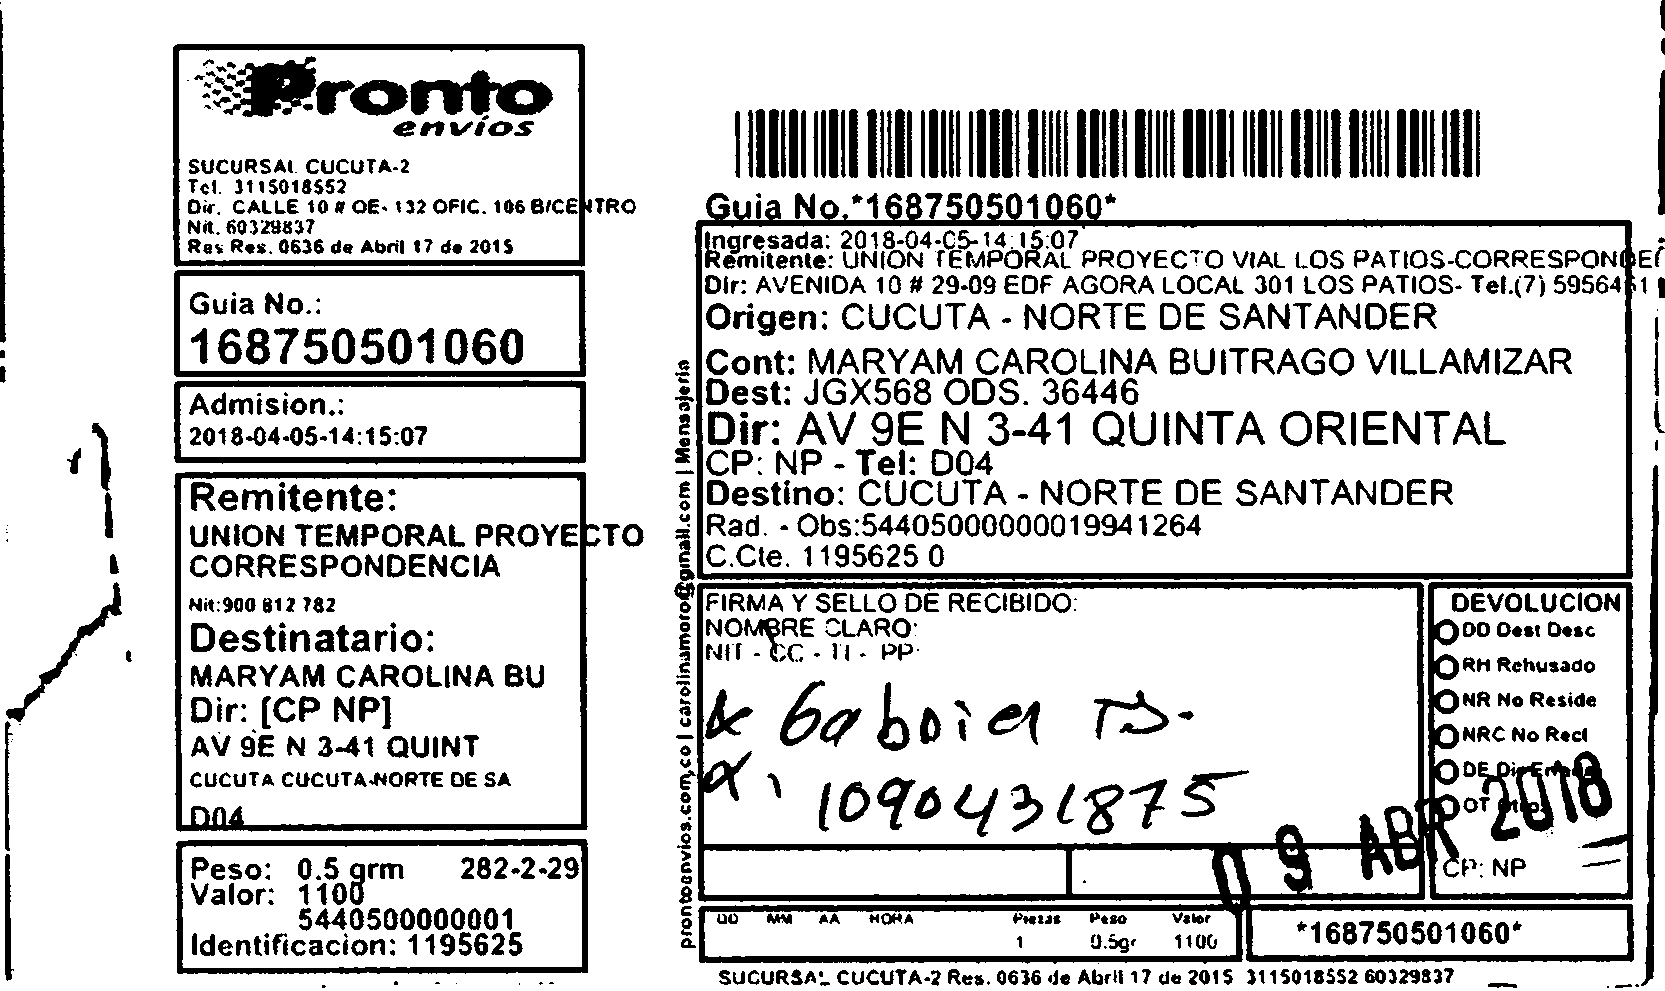 Pronto
envíos
SUCURSAL CUCUTA-2
Tel. 3115018552
Dir. CALLE 10 # OE- 132 OFIC. 106 B/CENTRO
Nit. 60329837
Res Res. 0636 de Abril 17 de 2015
Guia No.:
168750501060
Admision.:
2018-04-05-14:15:07
Remitente:
UNION TEMPORAL PROYECTO
CORRESPONDENCIA
Nit:900 812 782
Destinatario:
MARYAM CAROLINA BU
Dir: [CP NP]
AV 9E N 3-41 QUINT
CUCUTA CUCUTA-NORTE DE SA
D04
Peso: 0.5 grm 282-2-29
Valor: 1100
5440500000001
Identificacion: 1195625
prontoenvios.com.co | carolinamoro@gmail.com | Mensajeria
Guia No.*168750501060*
Ingresada: 2018-04-05-14:15:07
Remitente: UNION TEMPORAL PROYECTO VIAL LOS PATIOS-CORRESPONDEN
Dir: AVENIDA 10 # 29-09 EDF AGORA LOCAL 301 LOS PATIOS- Tel.(7) 5956461
Origen: CUCUTA - NORTE DE SANTANDER
Cont: MARYAM CAROLINA BUITRAGO VILLAMIZAR
Dest: JGX568 ODS. 36446
Dir: AV 9E N 3-41 QUINTA ORIENTAL
CP: NP - Tel: D04
Destino: CUCUTA - NORTE DE SANTANDER
Rad. - Obs:54405000000019941264
C.Cte. 1195625 0
FIRMA Y SELLO DE RECIBIDO:
NOMBRE CLARO:
NIT - CC - TI - PP:
Gabriel
1090431875
DEVOLUCION
DD Dest Desc
RH Rehusado
NR No Reside
NRC No Recl
DE Dir Errada
OT Otros
09 ABR 2018
CP: NP
DD MM AA HORA Piezas Peso Valor
1 0.5gr 1100
*168750501060*
SUCURSAL CUCUTA-2 Res. 0636 de Abril 17 de 2015 3115018552 60329837